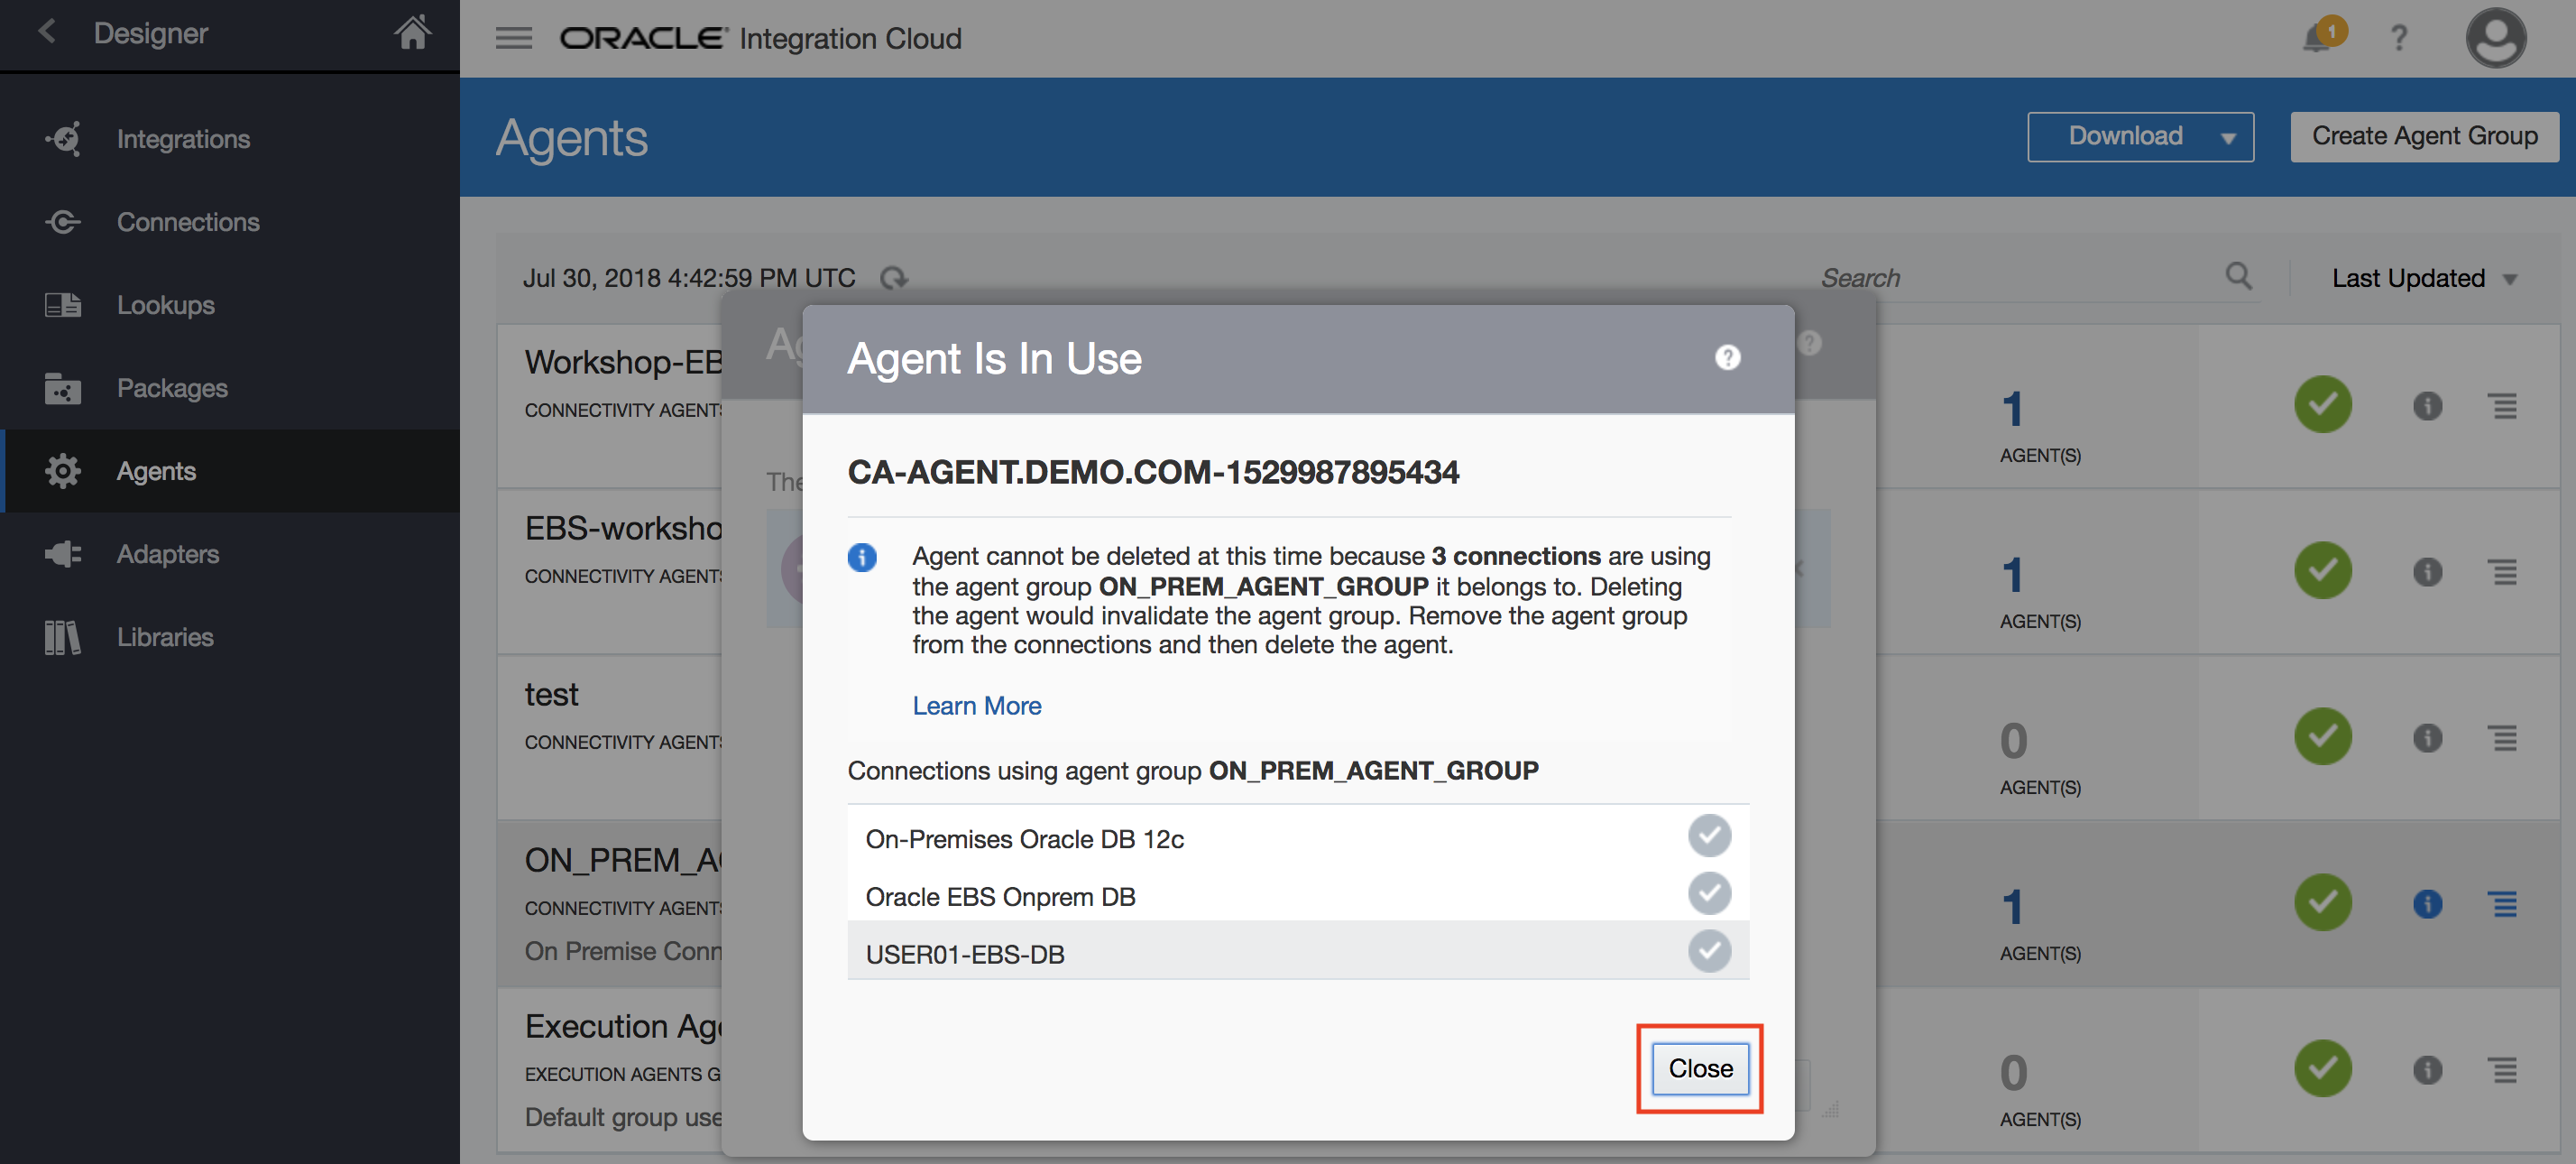 Designer
ORACLE Integration Cloud
1
?
Integrations
Connections
Lookups
Packages
Agents
Adapters
Libraries
Agents
Download
Create Agent Group
Jul 30, 2018 4:42:59 PM UTC
Search
Last Updated
Workshop-EB
CONNECTIVITY AGENTS
1
AGENT(S)
EBS-worksho
CONNECTIVITY AGENTS
1
AGENT(S)
test
CONNECTIVITY AGENTS
0
AGENT(S)
ON_PREM_A
CONNECTIVITY AGENTS
On Premise Conn
1
AGENT(S)
Execution Age
EXECUTION AGENTS G
Default group use
0
AGENT(S)
Ag
?
The
Agent Is In Use
?
CA-AGENT.DEMO.COM-1529987895434
Agent cannot be deleted at this time because 3 connections are using
the agent group ON_PREM_AGENT_GROUP it belongs to. Deleting
the agent would invalidate the agent group. Remove the agent group
from the connections and then delete the agent.
Learn More
Connections using agent group ON_PREM_AGENT_GROUP
On-Premises Oracle DB 12c
Oracle EBS Onprem DB
USER01-EBS-DB
Close